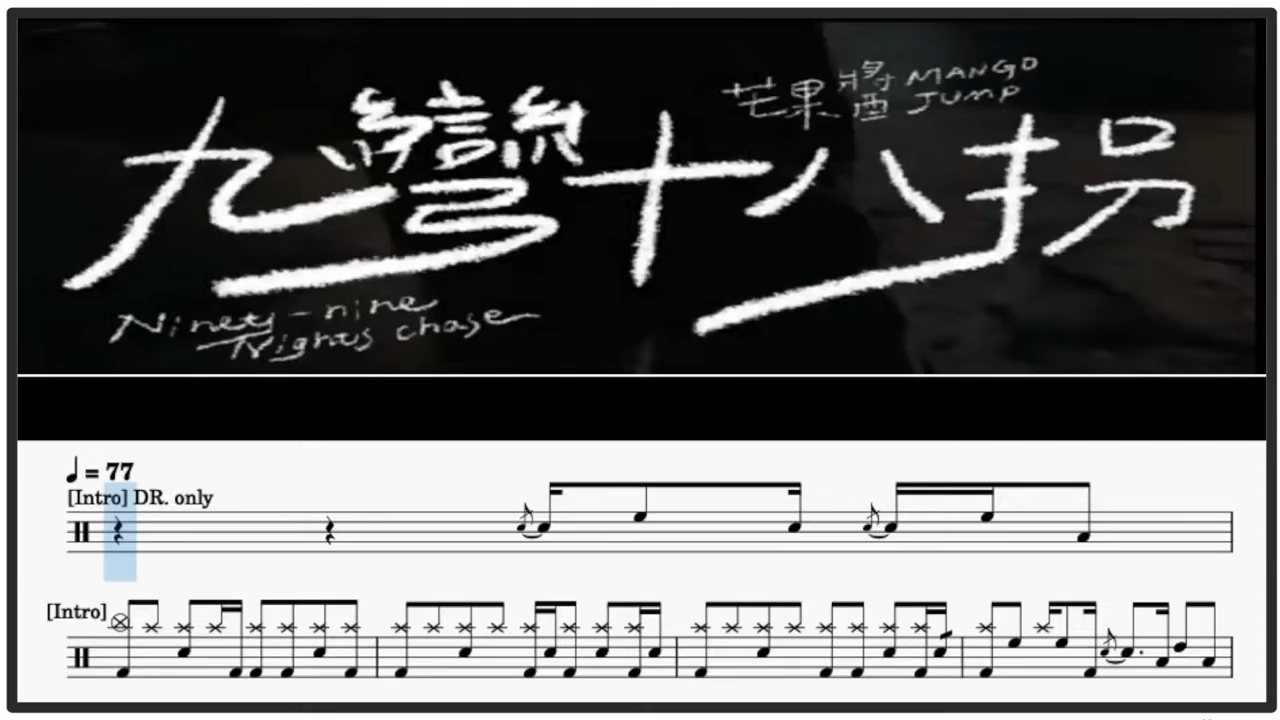 芒果醬 MANGO
JUMP
九彎十八拐
Ninety-nine
Nights chase
♩= 77
[Intro] DR. only
[Intro]